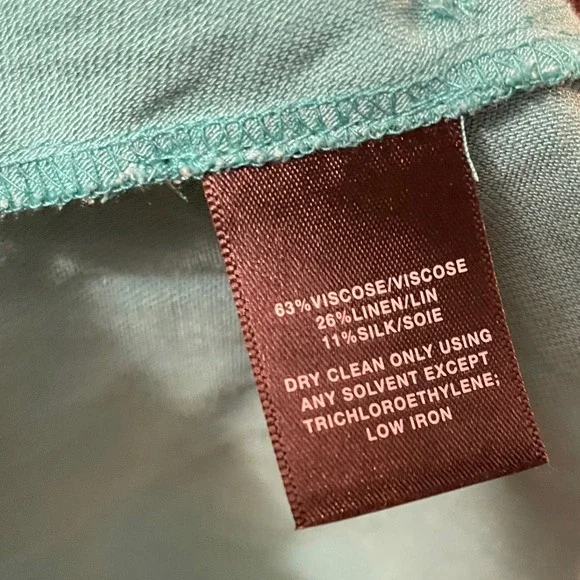 63%VISCOSE/VISCOSE
26%LINEN/LIN
11%SILK/SOIE
DRY CLEAN ONLY USING
ANY SOLVENT EXCEPT
TRICHLOROETHYLENE;
LOW IRON